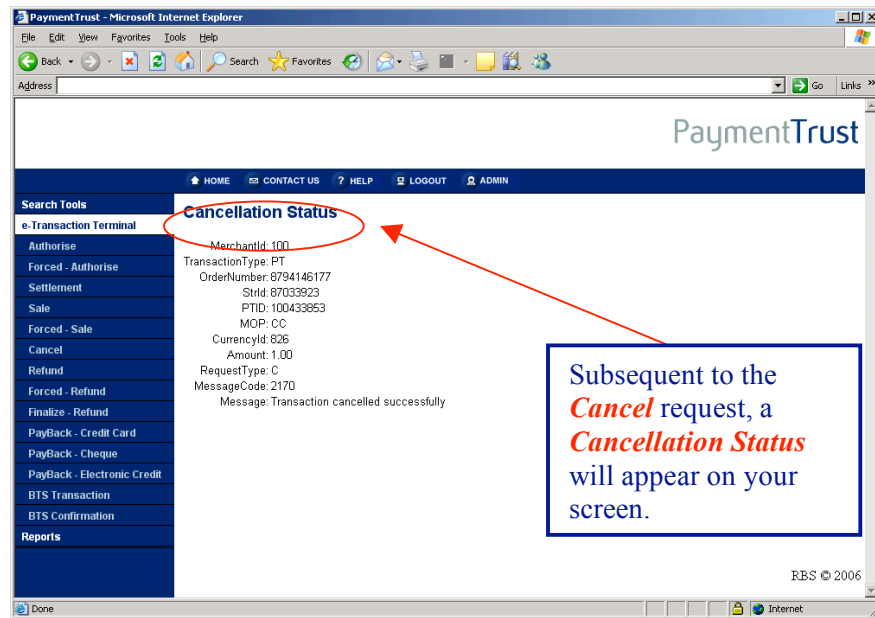 PaymentTrust - Microsoft Internet Explorer
File Edit View Favorites Tools Help
Back Search Favorites
Address Go Links »
PaymentTrust
HOME CONTACT US ? HELP LOGOUT ADMIN
Search Tools
e-Transaction Terminal
Authorise
Forced - Authorise
Settlement
Sale
Forced - Sale
Cancel
Refund
Forced - Refund
Finalize - Refund
PayBack - Credit Card
PayBack - Cheque
PayBack - Electronic Credit
BTS Transaction
BTS Confirmation
Reports
Cancellation Status
MerchantId: 100
TransactionType: PT
OrderNumber: 8794146177
StrId: 87033923
PTID: 100433853
MOP: CC
CurrencyId: 826
Amount: 1.00
RequestType: C
MessageCode: 2170
Message: Transaction cancelled successfully
Subsequent to the
Cancel request, a
Cancellation Status
will appear on your
screen.
RBS © 2006
Done Internet